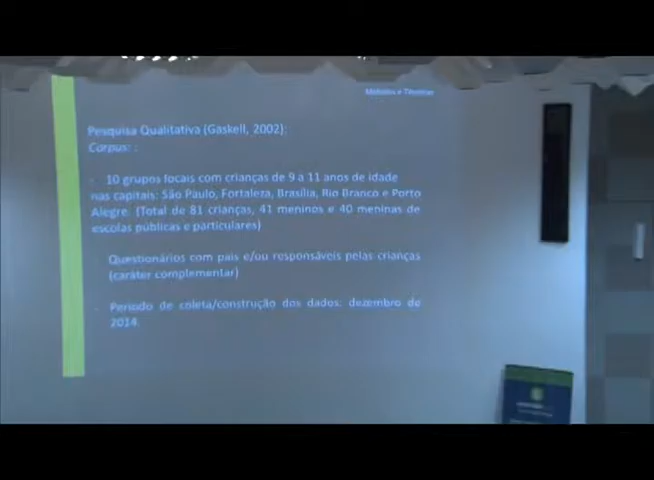 Métodos e Técnicas
Pesquisa Qualitativa (Gaskell, 2002):
Corpus: :
- 10 grupos focais com crianças de 9 a 11 anos de idade
nas capitais: São Paulo, Fortaleza, Brasília, Rio Branco e Porto
Alegre. (Total de 81 crianças, 41 meninos e 40 meninas de
escolas públicas e particulares)
Questionários com pais e/ou responsáveis pelas crianças
(caráter complementar)
- Período de coleta/construção dos dados: dezembro de
2014.